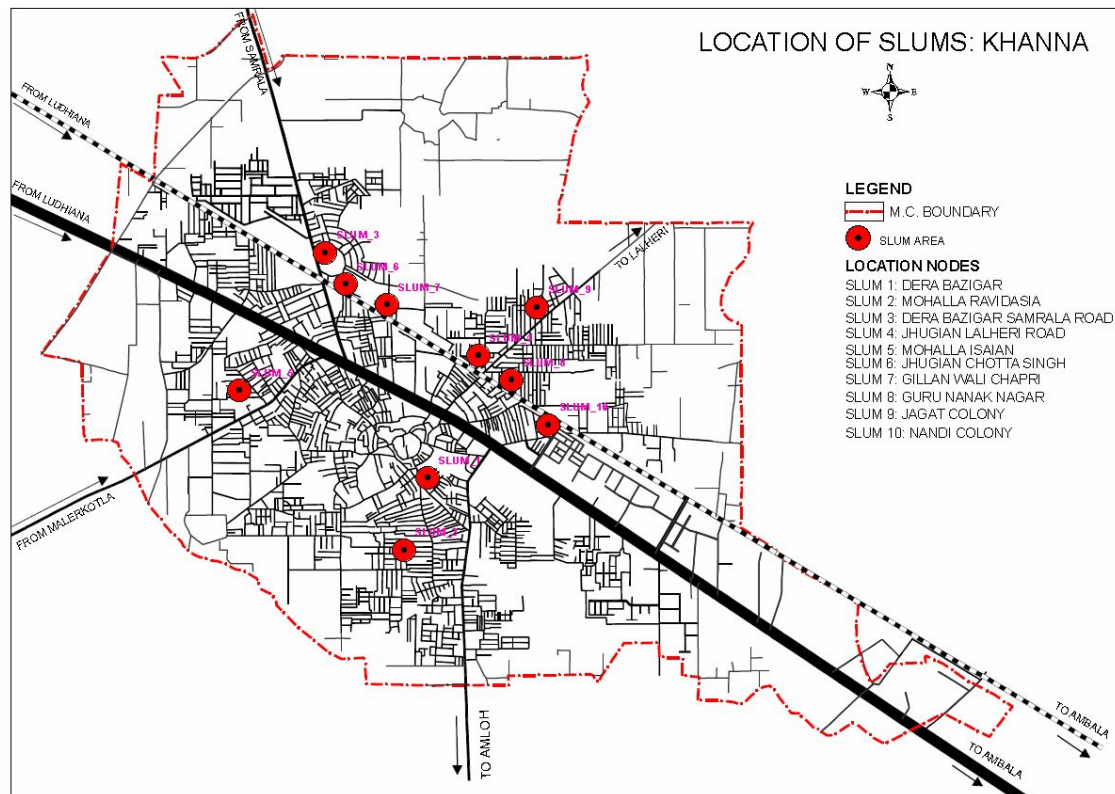 LOCATION OF SLUMS: KHANNA
N
W E
S
FROM SAMRALA
FROM LUDHIANA
FROM LUDHIANA
LEGEND
M.C. BOUNDARY
SLUM AREA
LOCATION NODES
SLUM 1: DERA BAZIGAR
SLUM 2: MOHALLA RAVIDASIA
SLUM 3: DERA BAZIGAR SAMRALA ROAD
SLUM 4: JHUGIAN LALHERI ROAD
SLUM 5: MOHALLA ISAIAN
SLUM 6: JHUGIAN CHOTTA SINGH
SLUM 7: GILLAN WALI CHAPRI
SLUM 8: GURU NANAK NAGAR
SLUM 9: JAGAT COLONY
SLUM 10: NANDI COLONY
SLUM_3
SLUM_6
SLUM_7
SLUM_9
TO LALHERI
SLUM_8
SLUM_10
SLUM_1
SLUM_2
FROM MALERKOTLA
TO AMLOH
TO AMBALA
TO AMBALA